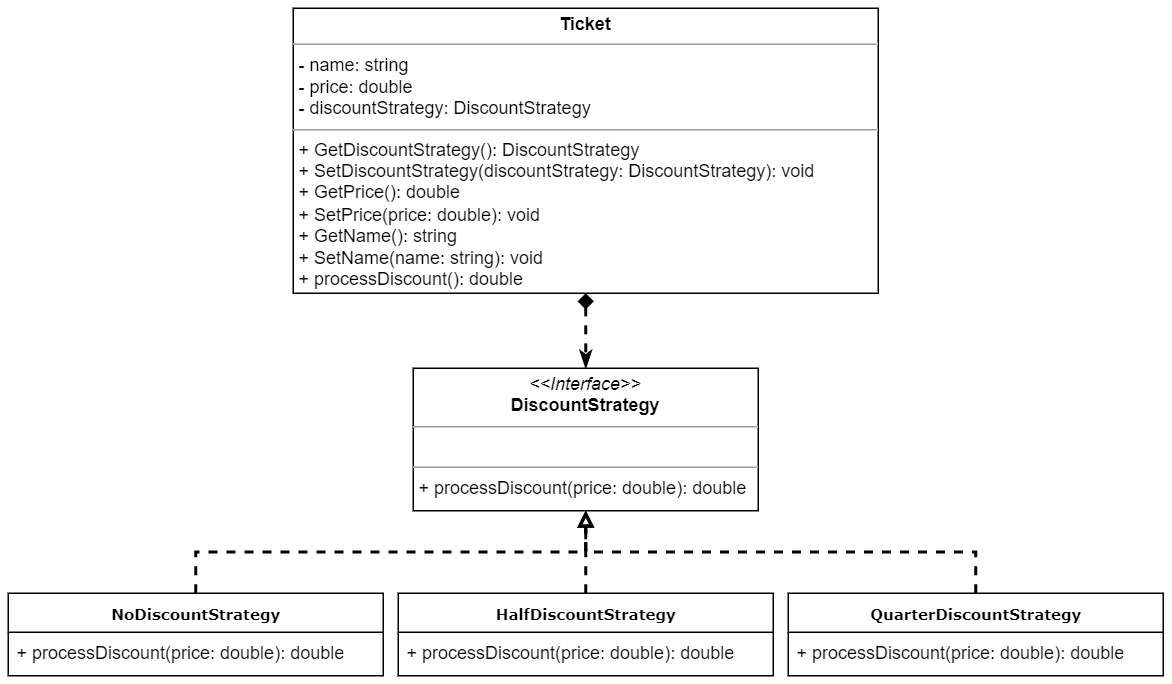 Ticket
- name: string
- price: double
- discountStrategy: DiscountStrategy
+ GetDiscountStrategy(): DiscountStrategy
+ SetDiscountStrategy(discountStrategy: DiscountStrategy): void
+ GetPrice(): double
+ SetPrice(price: double): void
+ GetName(): string
+ SetName(name: string): void
+ processDiscount(): double
<<Interface>>
DiscountStrategy
+ processDiscount(price: double): double
NoDiscountStrategy
+ processDiscount(price: double): double
HalfDiscountStrategy
+ processDiscount(price: double): double
QuarterDiscountStrategy
+ processDiscount(price: double): double